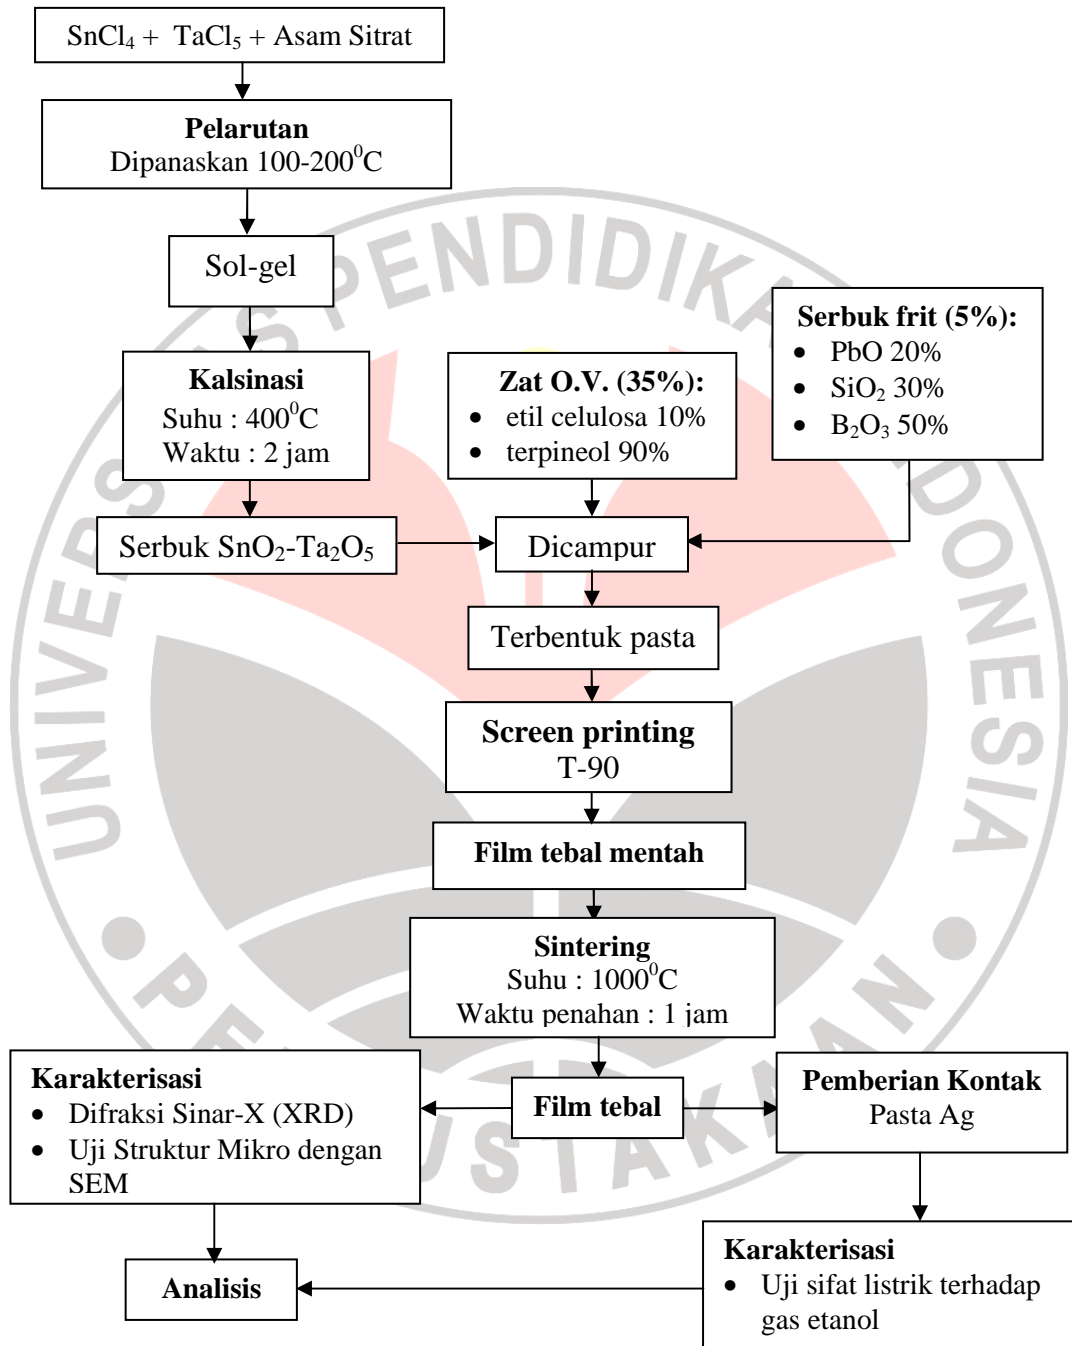 SnCl₄ + TaCl₅ + Asam Sitrat
Pelarutan
Dipanaskan 100-200⁰C
Sol-gel
Kalsinasi
Suhu : 400⁰C
Waktu : 2 jam
Zat O.V. (35%):
• etil celulosa 10%
• terpineol 90%
Serbuk frit (5%):
• PbO 20%
• SiO₂ 30%
• B₂O₃ 50%
Serbuk SnO₂-Ta₂O₅
Dicampur
Terbentuk pasta
Screen printing
T-90
Film tebal mentah
Sintering
Suhu : 1000⁰C
Waktu penahan : 1 jam
Film tebal
Karakterisasi
• Difraksi Sinar-X (XRD)
• Uji Struktur Mikro dengan
SEM
Pemberian Kontak
Pasta Ag
Karakterisasi
• Uji sifat listrik terhadap
gas etanol
Analisis